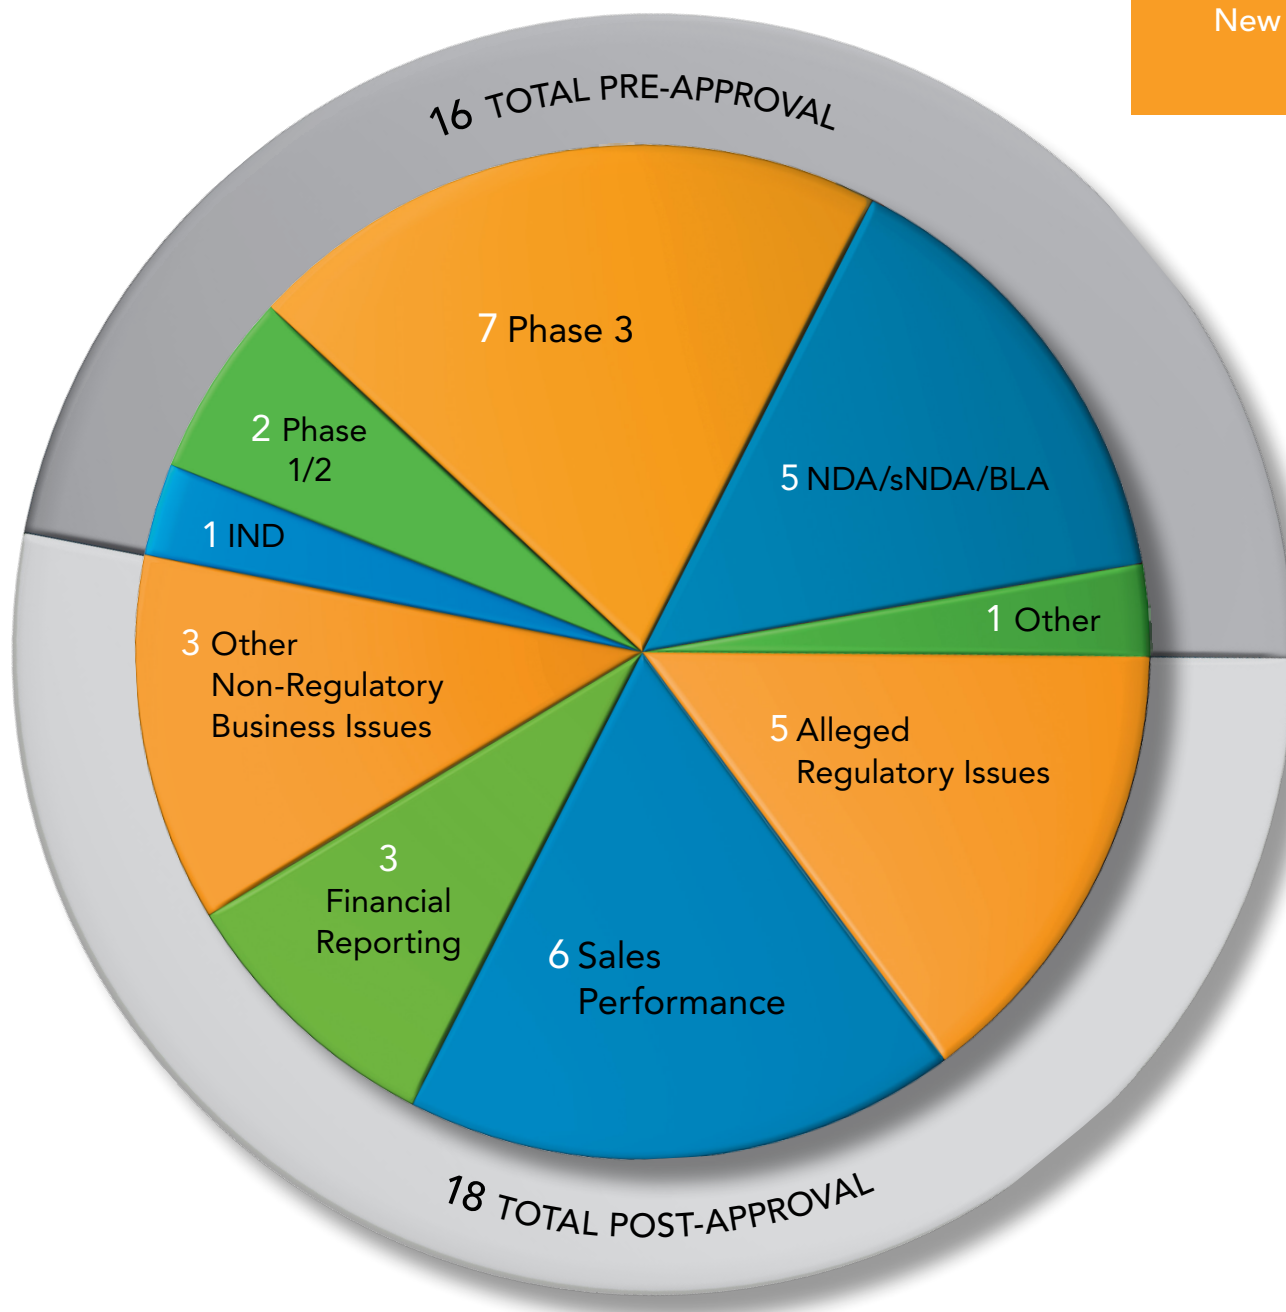 New
16 TOTAL PRE-APPROVAL
7 Phase 3
2 Phase
1/2
5 NDA/sNDA/BLA
1 IND
1 Other
3 Other
Non-Regulatory
Business Issues
5 Alleged
Regulatory Issues
3
Financial
Reporting
6 Sales
Performance
18 TOTAL POST-APPROVAL